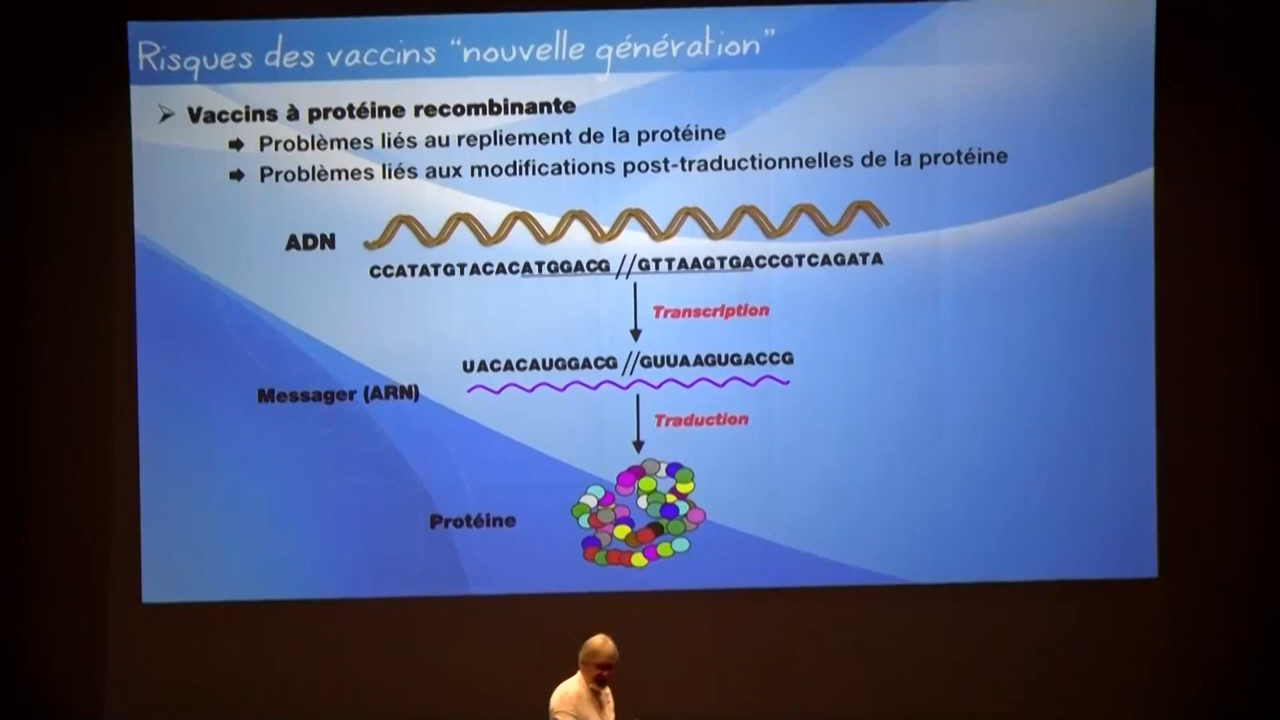 Risques des vaccins “nouvelle génération”
➤ Vaccins à protéine recombinante
➡ Problèmes liés au repliement de la protéine
➡ Problèmes liés aux modifications post-traductionnelles de la protéine
ADN
CCATATGTACACATGGACG//GTTAAGTGACCGTCAGATA
Transcription
UACACAUGGACG//GUUAAGUGACCG
Messager (ARN)
Traduction
Protéine